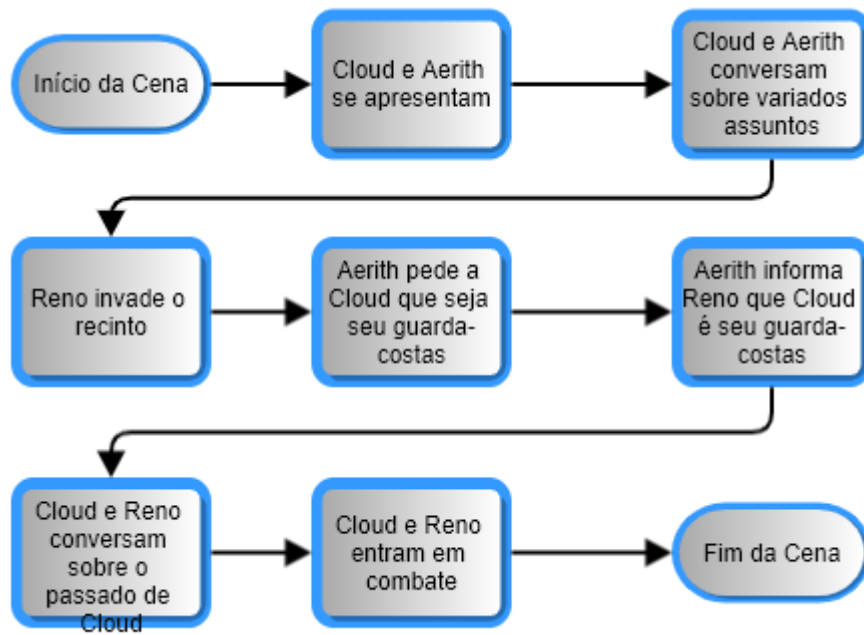 Início da Cena
Cloud e Aerith
se apresentam
Cloud e Aerith
conversam
sobre variados
assuntos
Reno invade o
recinto
Aerith pede a
Cloud que seja
seu guarda-
costas
Aerith informa
Reno que Cloud
é seu guarda-
costas
Cloud e Reno
conversam
sobre o
passado de
Cloud
Cloud e Reno
entram em
combate
Fim da Cena